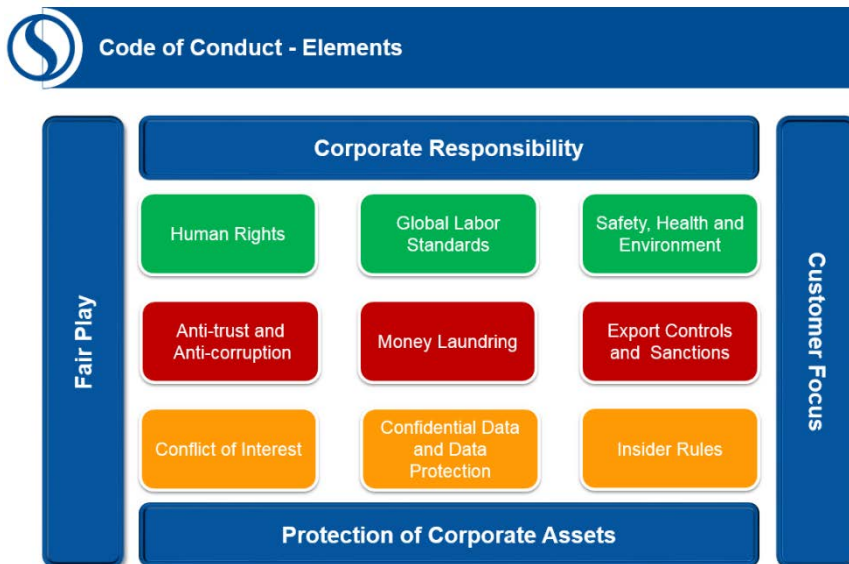 Code of Conduct - Elements
Fair Play
Corporate Responsibility
Human Rights
Global Labor
Standards
Safety, Health and
Environment
Anti-trust and
Anti-corruption
Money Laundring
Export Controls
and Sanctions
Conflict of Interest
Confidential Data
and Data
Protection
Insider Rules
Protection of Corporate Assets
Customer Focus